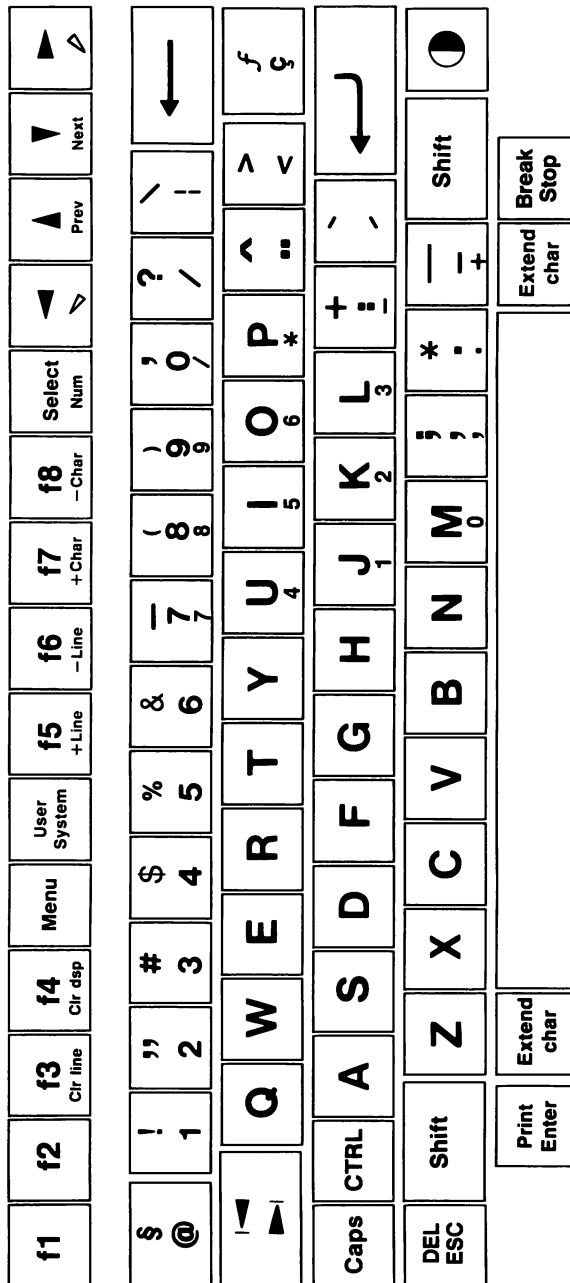 f1 f2 f3 f4 Menu User f5 f6 f7 f8 Select ◄ ▲ ▼ ►
Clr line Clr dsp System +Line −Line +Char −Char Num Prev Next
§ ! ” # $ % & _ ( ) ’ ? \ ←
@ 1 2 3 4 5 6 7 8 9 0 / ¦
7 8 9 /
Q W E R T Y U I O P ^ > ƒ
¨ < ç
4 5 6 *
Caps CTRL A S D F G H J K L +
1 2 3 -
DEL Shift Z X C V B N M ; * — Shift
ESC , . -
0 , . +
Print Extend Extend Break
Enter char char Stop